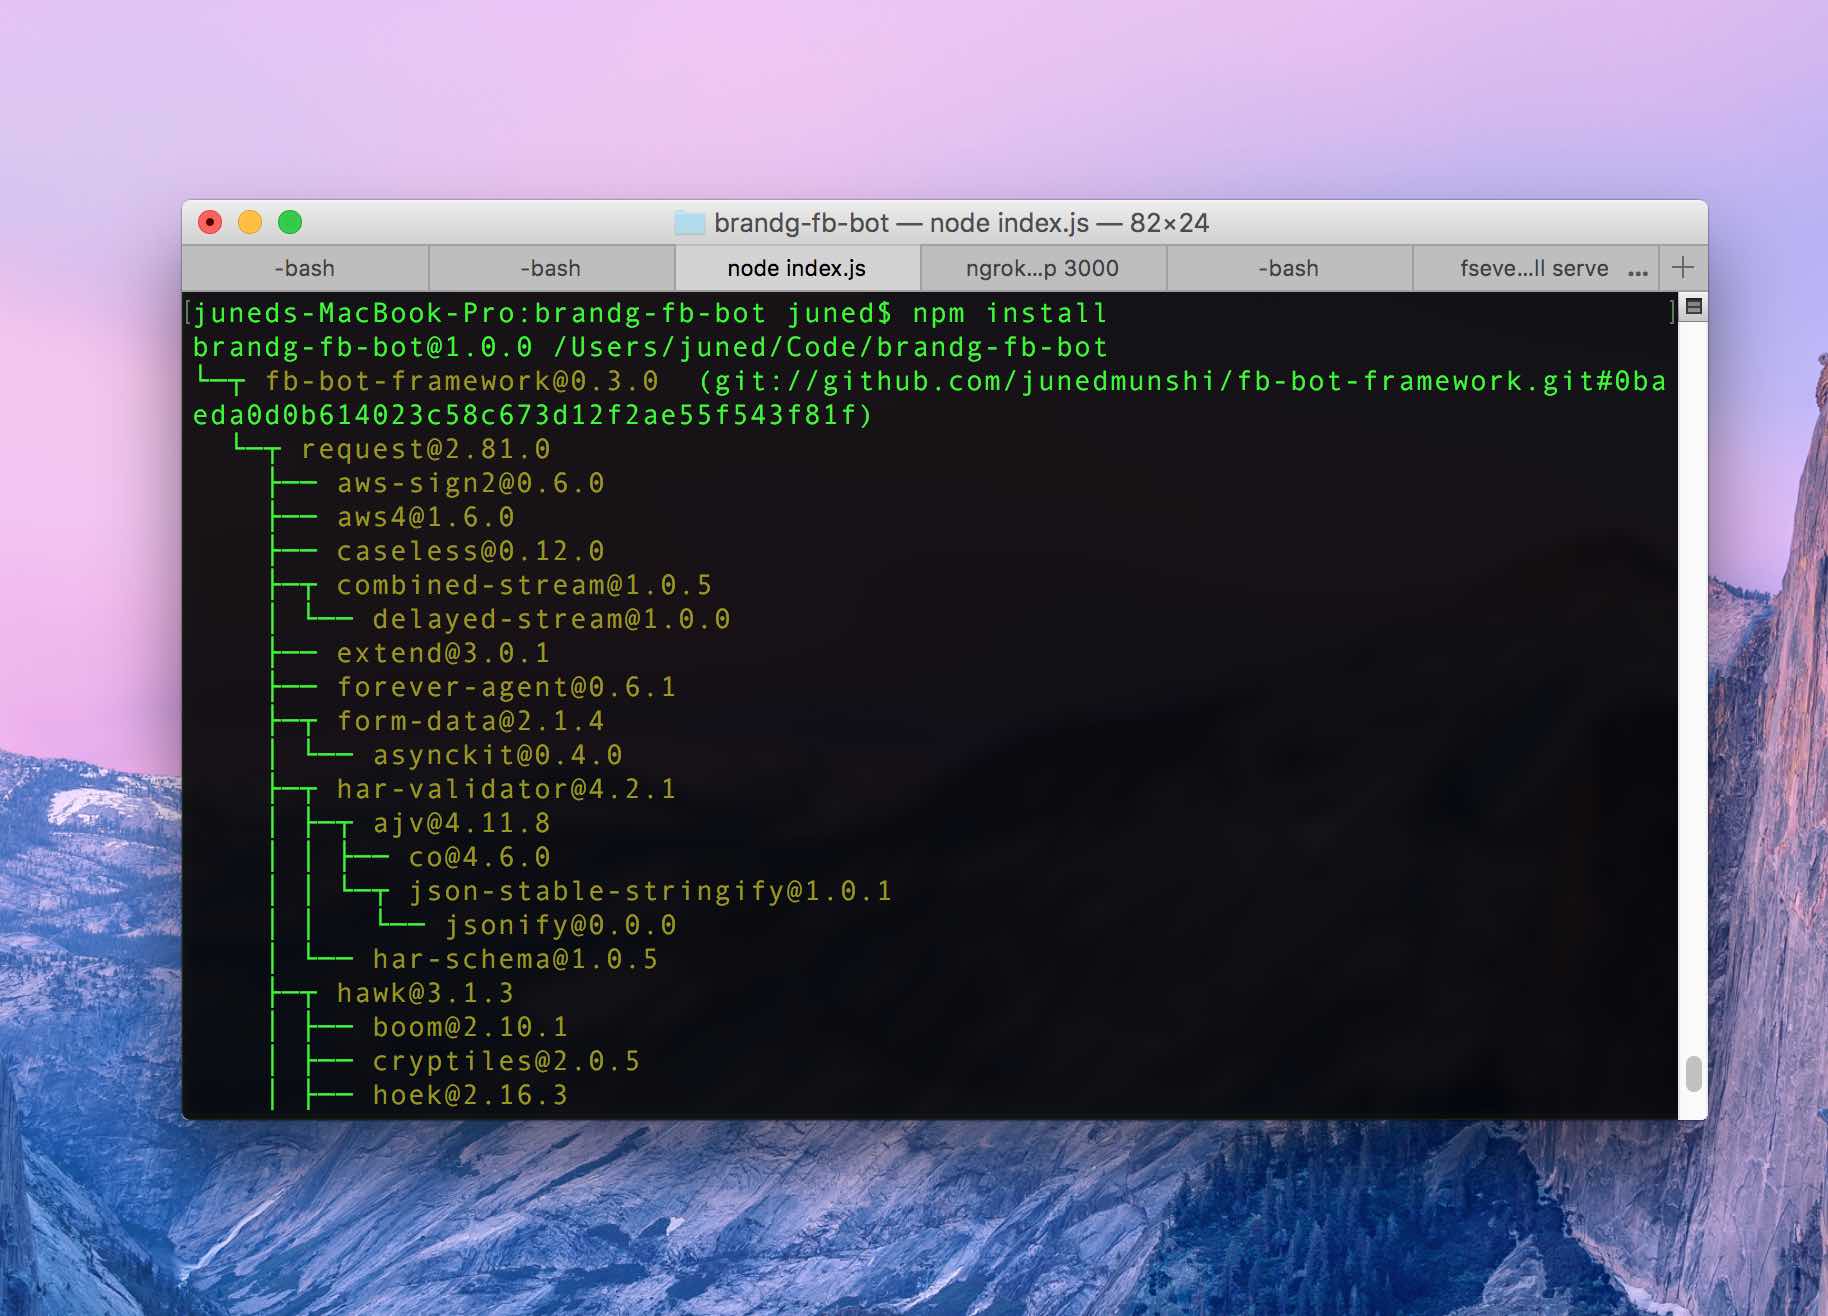 brandg-fb-bot — node index.js — 82×24
-bash -bash node index.js ngrok...p 3000 -bash fseve...ll serve ... +
[juneds-MacBook-Pro:brandg-fb-bot juned$ npm install ]
brandg-fb-bot@1.0.0 /Users/juned/Code/brandg-fb-bot
└─┬ fb-bot-framework@0.3.0  (git://github.com/junedmunshi/fb-bot-framework.git#0ba
eda0d0b614023c58c673d12f2ae55f543f81f)
  └─┬ request@2.81.0
    ├── aws-sign2@0.6.0
    ├── aws4@1.6.0
    ├── caseless@0.12.0
    ├─┬ combined-stream@1.0.5
    │ └── delayed-stream@1.0.0
    ├── extend@3.0.1
    ├── forever-agent@0.6.1
    ├─┬ form-data@2.1.4
    │ └── asynckit@0.4.0
    ├─┬ har-validator@4.2.1
    │ ├─┬ ajv@4.11.8
    │ │ ├── co@4.6.0
    │ │ └─┬ json-stable-stringify@1.0.1
    │ │   └── jsonify@0.0.0
    │ └── har-schema@1.0.5
    ├─┬ hawk@3.1.3
    │ ├── boom@2.10.1
    │ ├── cryptiles@2.0.5
    │ ├── hoek@2.16.3